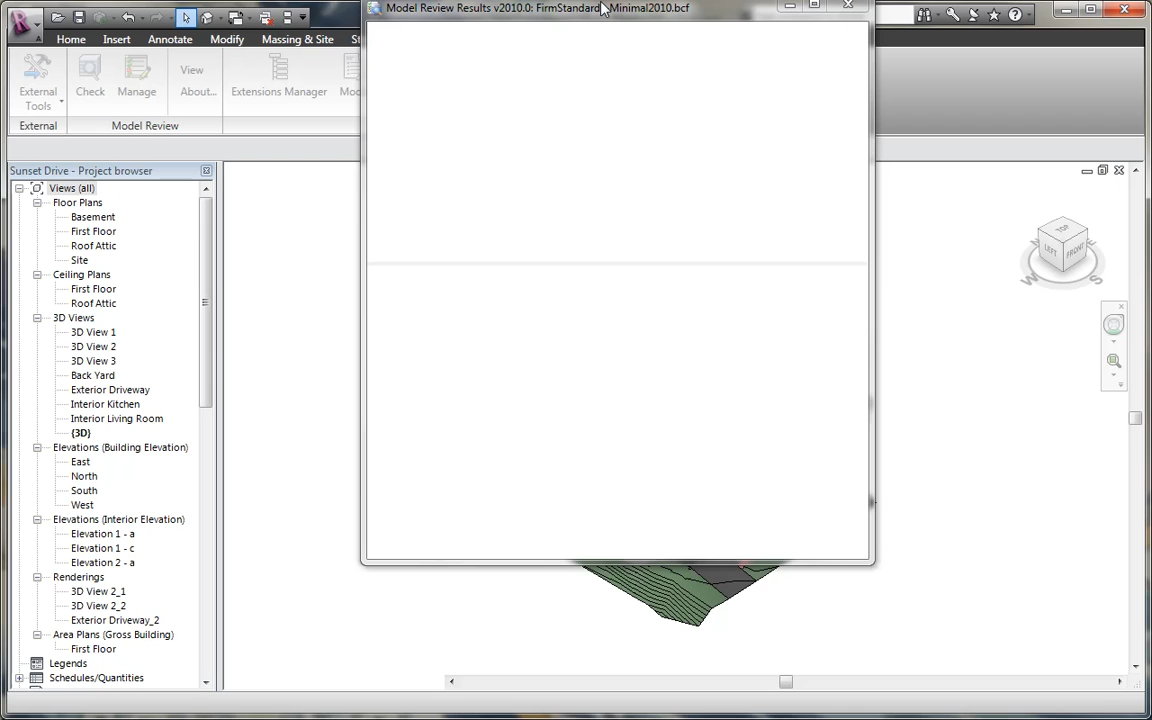 Model Review Results v2010.0: FirmStandard Minimal2010.bcf
Home Insert Annotate Modify Massing & Site
External Tools
Check
Manage
View
About...
Extensions Manager
External
Model Review
Sunset Drive - Project browser
Views (all)
Floor Plans
Basement
First Floor
Roof Attic
Site
Ceiling Plans
First Floor
Roof Attic
3D Views
3D View 1
3D View 2
3D View 3
Back Yard
Exterior Driveway
Interior Kitchen
Interior Living Room
{3D}
Elevations (Building Elevation)
East
North
South
West
Elevations (Interior Elevation)
Elevation 1 - a
Elevation 1 - c
Elevation 2 - a
Renderings
3D View 2_1
3D View 2_2
Exterior Driveway_2
Area Plans (Gross Building)
First Floor
Legends
Schedules/Quantities
TOP
LEFT
FRONT
W
S